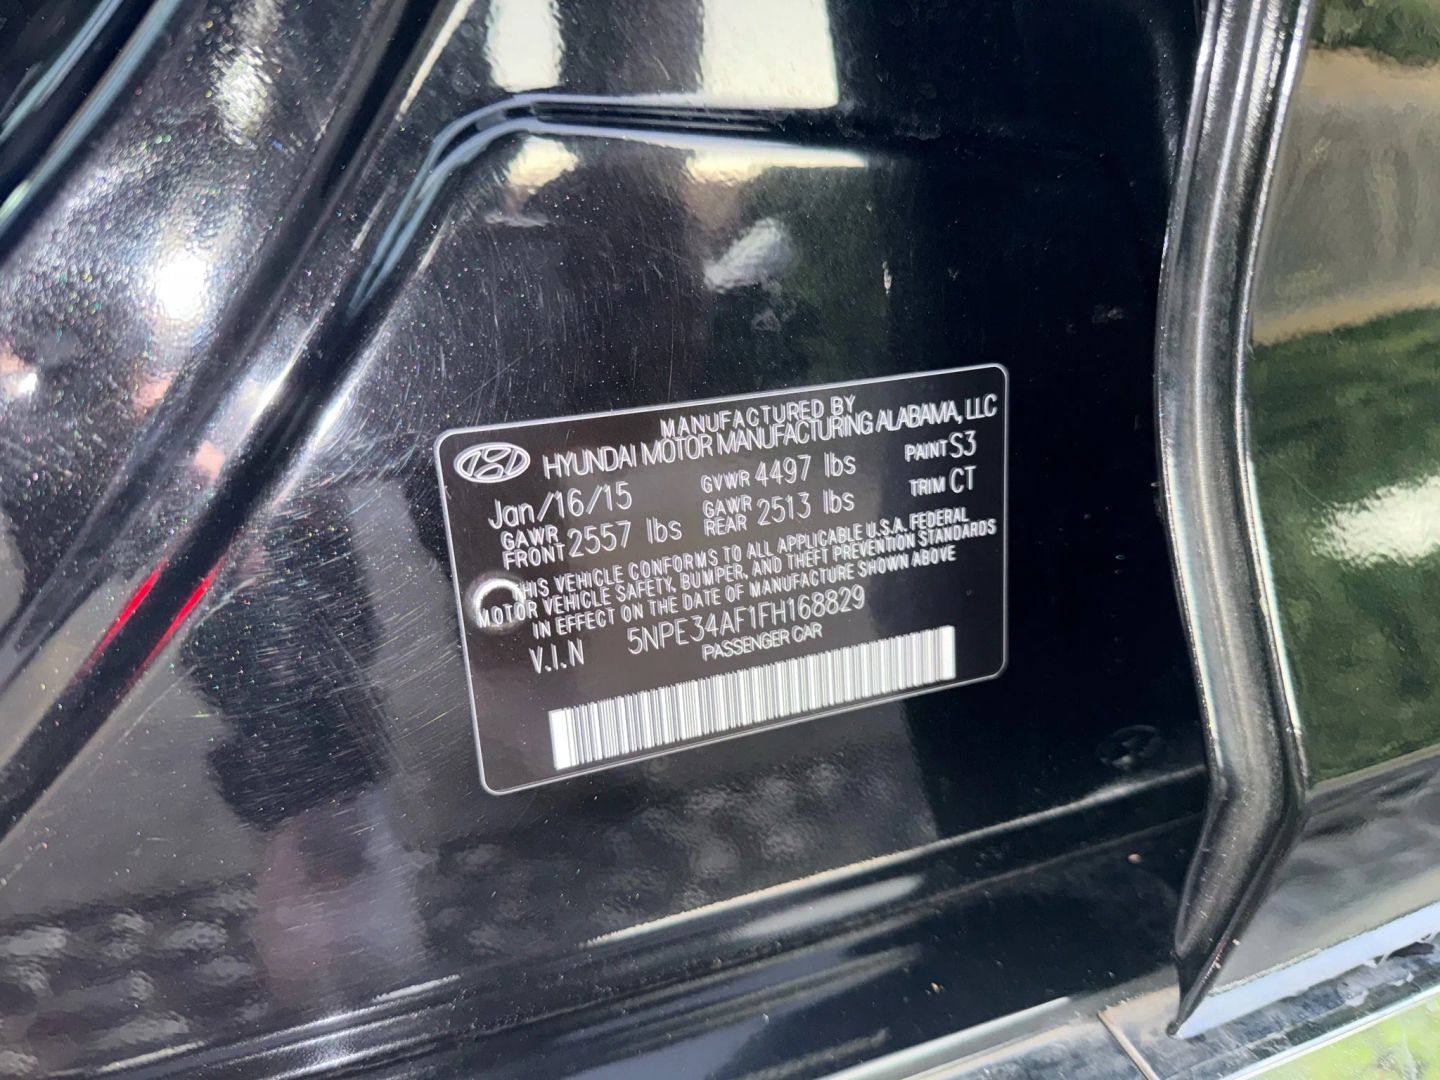 MANUFACTURED BY
HYUNDAI MOTOR MANUFACTURING ALABAMA, LLC
Jan/16/15 GVWR 4497 lbs PAINT S3
GAWR FRONT 2557 lbs GAWR REAR 2513 lbs TRIM CT
THIS VEHICLE CONFORMS TO ALL APPLICABLE U.S.A. FEDERAL
MOTOR VEHICLE SAFETY, BUMPER, AND THEFT PREVENTION STANDARDS
IN EFFECT ON THE DATE OF MANUFACTURE SHOWN ABOVE
V.I.N 5NPE34AF1FH168829
PASSENGER CAR